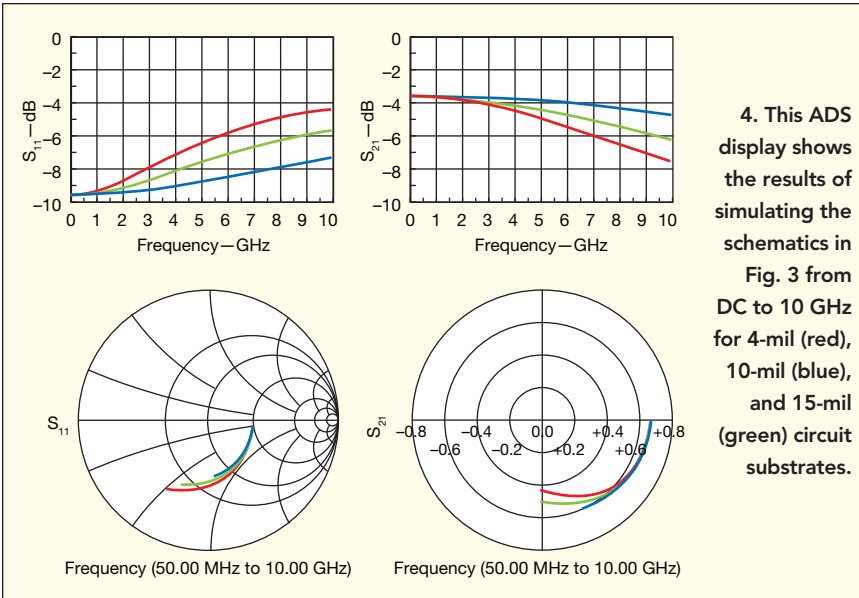 0
−2
−4
−6
−8
−10
S11—dB
0 1 2 3 4 5 6 7 8 9 10
Frequency—GHz
0
−2
−4
−6
−8
−10
S21—dB
0 1 2 3 4 5 6 7 8 9 10
Frequency—GHz
S11
Frequency (50.00 MHz to 10.00 GHz)
S21
−0.8 −0.4 0.0 +0.4 +0.8
−0.6 −0.2 +0.2 +0.6
Frequency (50.00 MHz to 10.00 GHz)
4. This ADS
display shows
the results of
simulating the
schematics in
Fig. 3 from
DC to 10 GHz
for 4-mil (red),
10-mil (blue),
and 15-mil
(green) circuit
substrates.